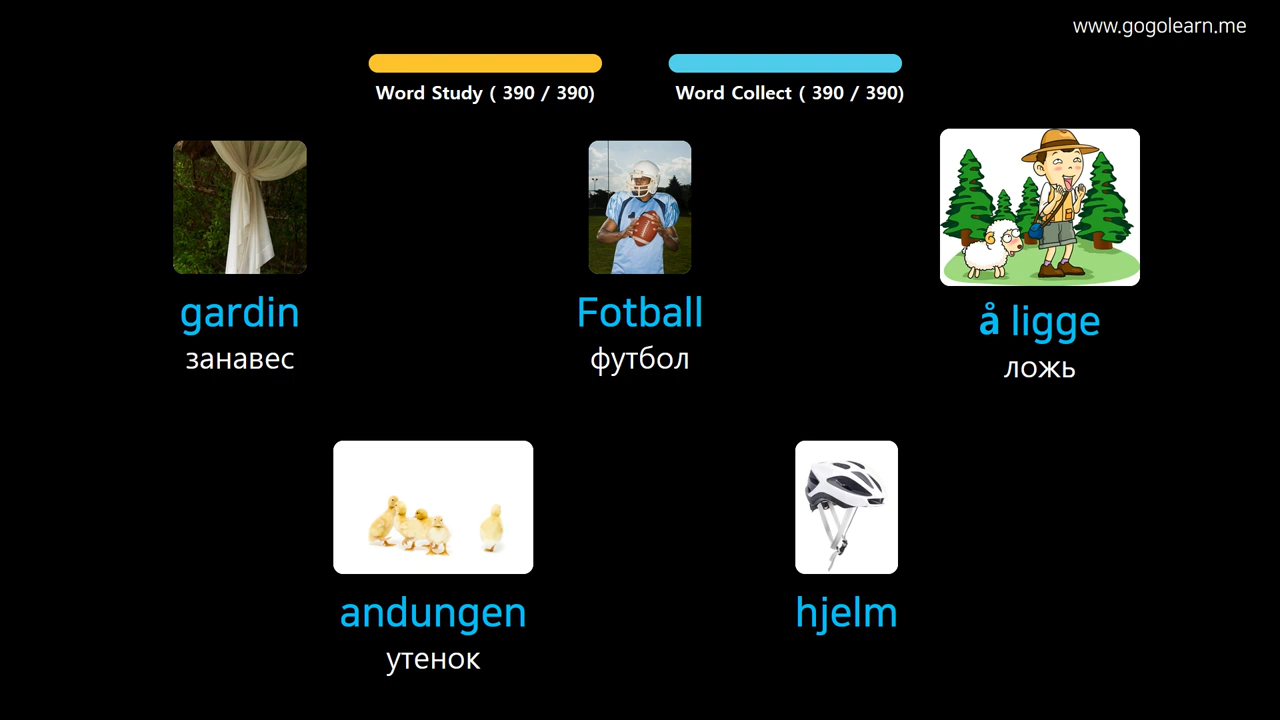 www.gogolearn.me
Word Study ( 390 / 390)
Word Collect ( 390 / 390)
gardin
занавес
Fotball
футбол
å ligge
ложь
andungen
утенок
hjelm